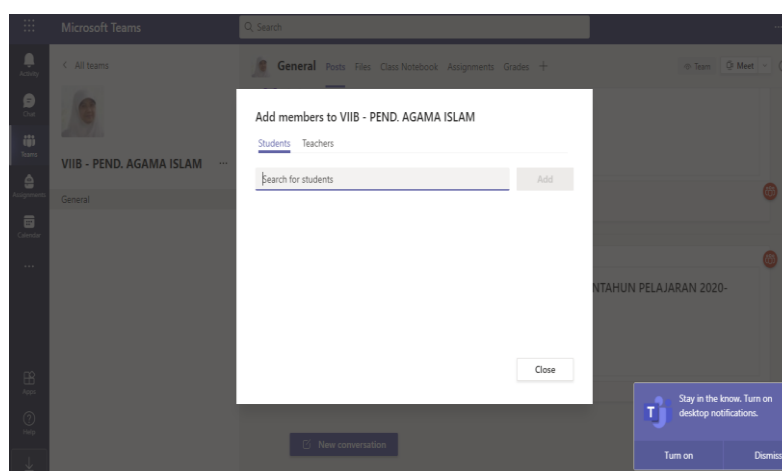 Microsoft Teams
Search
Activity
Chat
Teams
Assignments
Calendar
Apps
Help
All teams
VIIB - PEND. AGAMA ISLAM
General
General Posts Files Class Notebook Assignments Grades
Team
Meet
Add members to VIIB - PEND. AGAMA ISLAM
Students Teachers
Search for students
Add
Close
NTAHUN PELAJARAN 2020-
New conversation
Stay in the know. Turn on
desktop notifications.
Turn on Dismiss